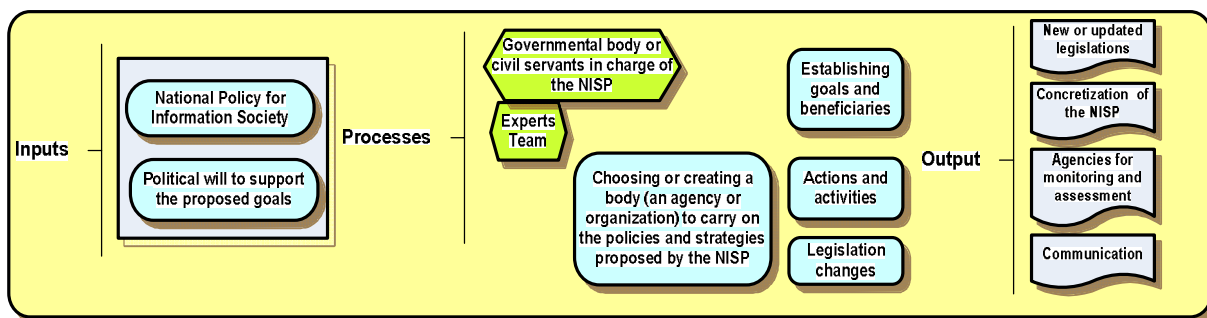 Inputs
National Policy for
Information Society
Political will to support
the proposed goals
Processes
Governmental body or
civil servants in charge of
the NISP
Experts
Team
Choosing or creating a
body (an agency or
organization) to carry on
the policies and strategies
proposed by the NISP
Establishing
goals and
beneficiaries
Actions and
activities
Legislation
changes
Output
New or updated
legislations
Concretization of
the NISP
Agencies for
monitoring and
assessment
Communication